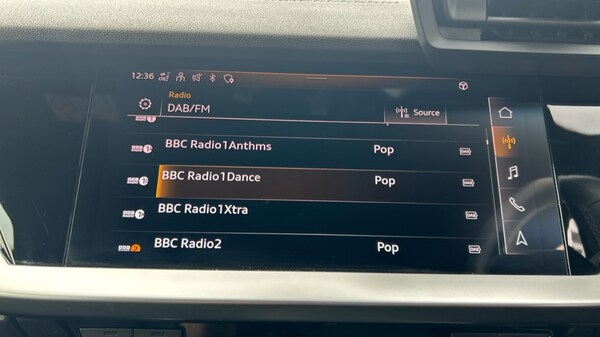 12:36
Radio
DAB/FM
Source
BBC Radio1Anthms Pop
BBC Radio1Dance Pop
BBC Radio1Xtra
BBC Radio2 Pop